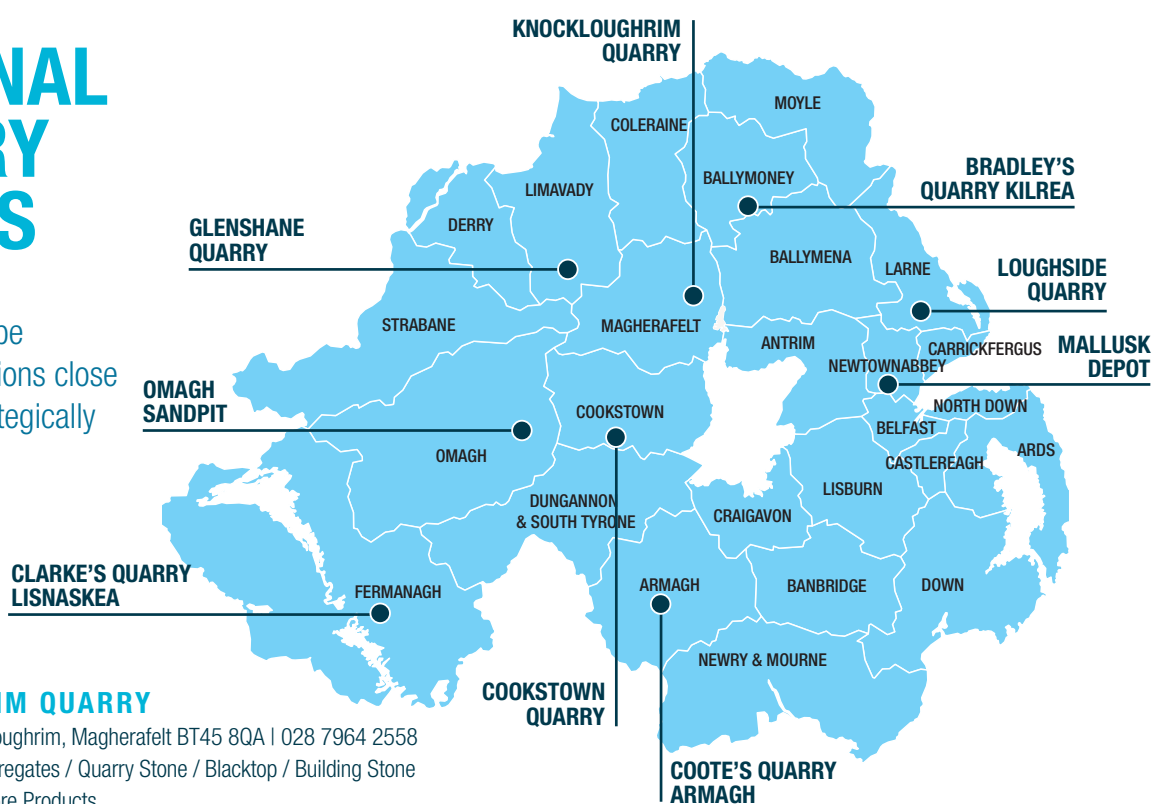 NAL
RY
S
be
ions close
tegically
KNOCKLOUGHRIM
QUARRY
MOYLE
COLERAINE
BALLYMONEY
BRADLEY'S
QUARRY KILREA
LIMAVADY
DERRY
GLENSHANE
QUARRY
BALLYMENA
LARNE
LOUGHSIDE
QUARRY
STRABANE
MAGHERAFELT
ANTRIM
CARRICKFERGUS
NEWTOWNABBEY
MALLUSK
DEPOT
OMAGH
SANDPIT
COOKSTOWN
NORTH DOWN
BELFAST
OMAGH
CASTLEREAGH
ARDS
LISBURN
DUNGANNON
& SOUTH TYRONE
CRAIGAVON
CLARKE'S QUARRY
LISNASKEA
FERMANAGH
ARMAGH
BANBRIDGE
DOWN
NEWRY & MOURNE
COOKSTOWN
QUARRY
COOTE'S QUARRY
ARMAGH
IM QUARRY
oughrim, Magherafelt BT45 8QA | 028 7964 2558
regates / Quarry Stone / Blacktop / Building Stone
re Products